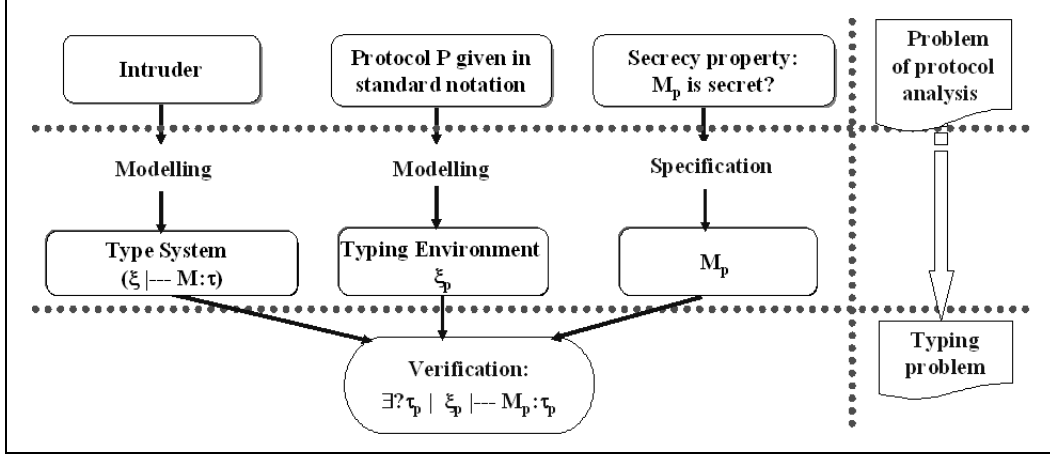 Intruder
Protocol P given in
standard notation
Secrecy property:
Mp is secret?
Problem
of protocol
analysis
Modelling
Modelling
Specification
Type System
(ξ |--- M:τ)
Typing Environment
ξp
Mp
Verification:
∃?τp | ξp |--- Mp:τp
Typing
problem